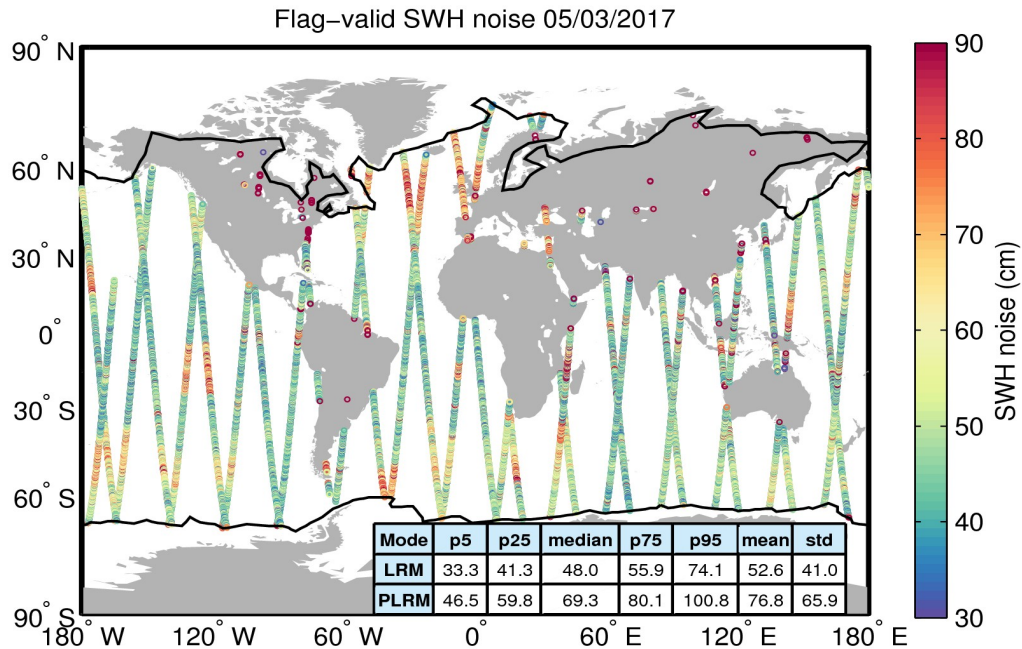 Flag−valid SWH noise 05/03/2017
90° N
60° N
30° N
0°
30° S
60° S
90° S
180° W
120° W
60° W
0°
60° E
120° E
180° E
Mode p5 p25 median p75 p95 mean std
LRM 33.3 41.3 48.0 55.9 74.1 52.6 41.0
PLRM 46.5 59.8 69.3 80.1 100.8 76.8 65.9
90
80
70
60
50
40
30
SWH noise (cm)